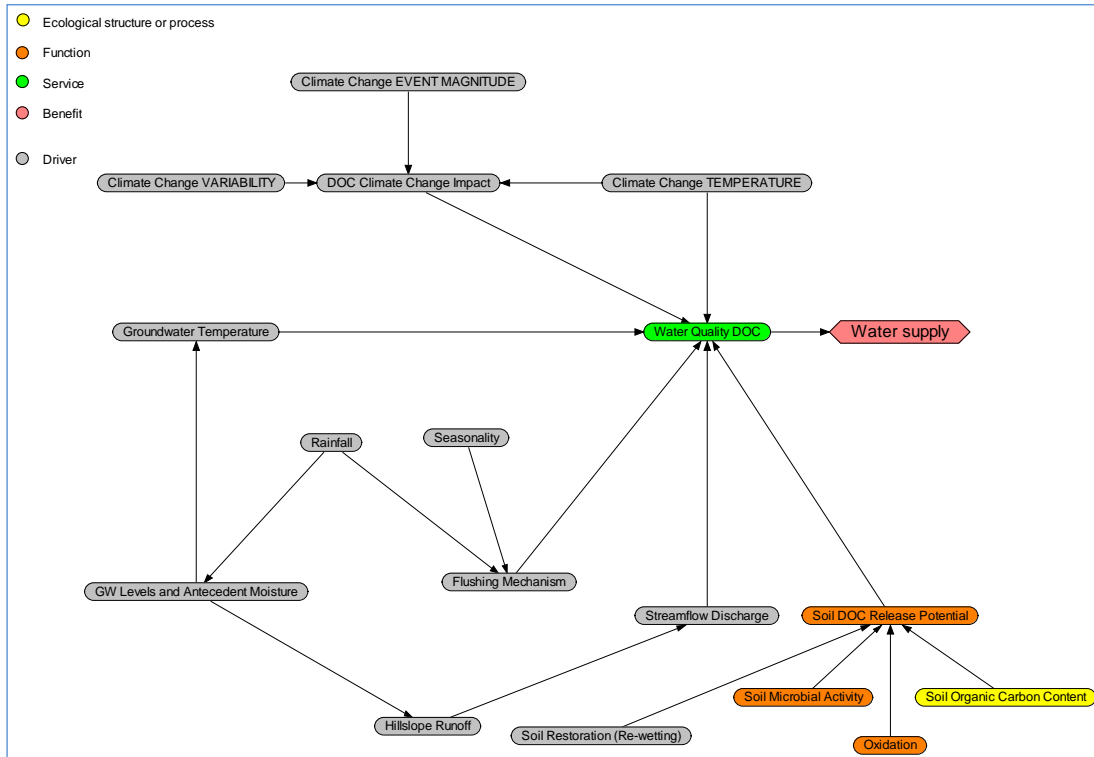 Ecological structure or process
Function
Service
Benefit
Driver
Climate Change EVENT MAGNITUDE
Climate Change VARIABILITY
DOC Climate Change Impact
Climate Change TEMPERATURE
Groundwater Temperature
Water Quality DOC
Water supply
Rainfall
Seasonality
GW Levels and Antecedent Moisture
Flushing Mechanism
Streamflow Discharge
Soil DOC Release Potential
Soil Microbial Activity
Soil Organic Carbon Content
Hillslope Runoff
Soil Restoration (Re-wetting)
Oxidation